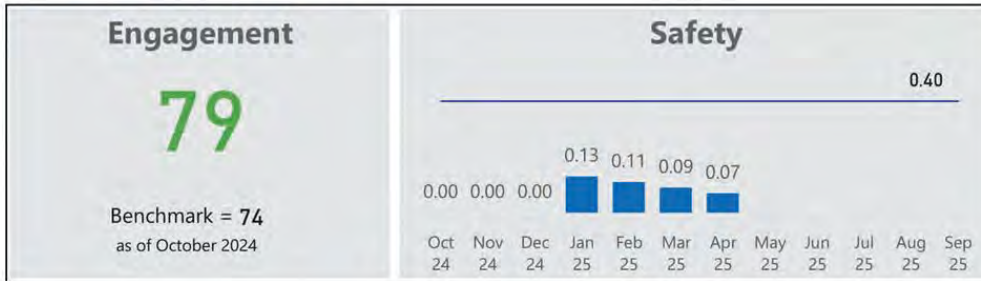 Engagement
79
Benchmark = 74
as of October 2024
Safety
0.40
0.00 0.00 0.00 0.13 0.11 0.09 0.07
Oct Nov Dec Jan Feb Mar Apr May Jun Jul Aug Sep
24 24 24 25 25 25 25 25 25 25 25 25